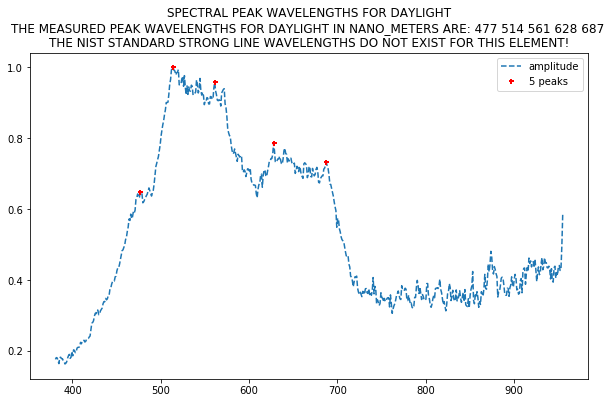 SPECTRAL PEAK WAVELENGTHS FOR DAYLIGHT
THE MEASURED PEAK WAVELENGTHS FOR DAYLIGHT IN NANO_METERS ARE: 477 514 561 628 687
THE NIST STANDARD STRONG LINE WAVELENGTHS DO NOT EXIST FOR THIS ELEMENT!
amplitude
5 peaks
1.0
0.8
0.6
0.4
0.2
400 500 600 700 800 900